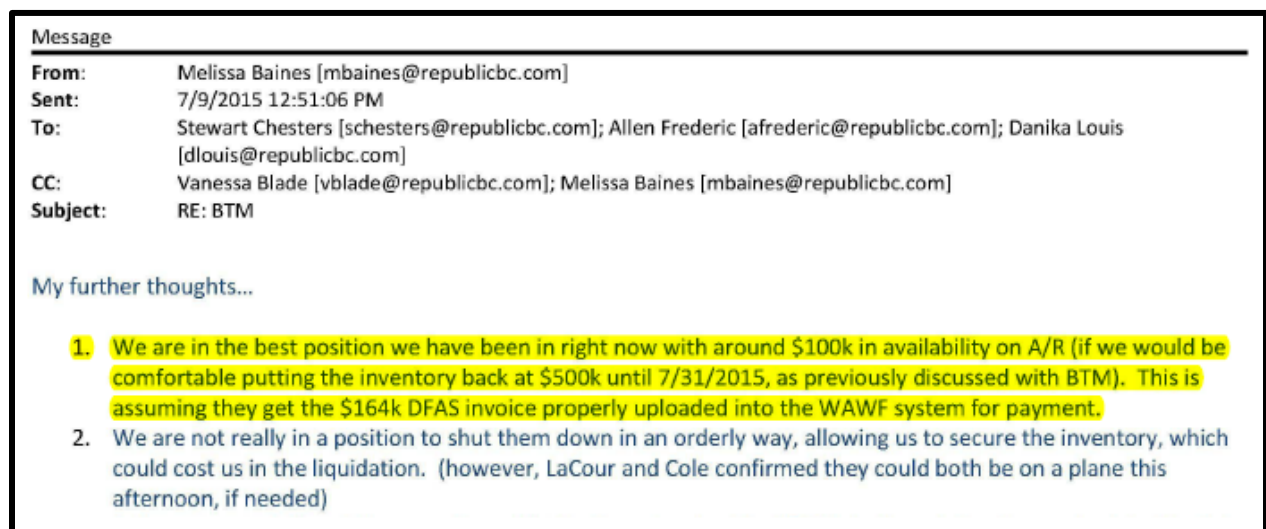 Message
From: Melissa Baines [mbaines@republicbc.com]
Sent: 7/9/2015 12:51:06 PM
To: Stewart Chesters [schesters@republicbc.com]; Allen Frederic [afrederic@republicbc.com]; Danika Louis
[dlouis@republicbc.com]
CC: Vanessa Blade [vblade@republicbc.com]; Melissa Baines [mbaines@republicbc.com]
Subject: RE: BTM
My further thoughts...
1. We are in the best position we have been in right now with around $100k in availability on A/R (if we would be
comfortable putting the inventory back at $500k until 7/31/2015, as previously discussed with BTM). This is
assuming they get the $164k DFAS invoice properly uploaded into the WAWF system for payment.
2. We are not really in a position to shut them down in an orderly way, allowing us to secure the inventory, which
could cost us in the liquidation. (however, LaCour and Cole confirmed they could both be on a plane this
afternoon, if needed)